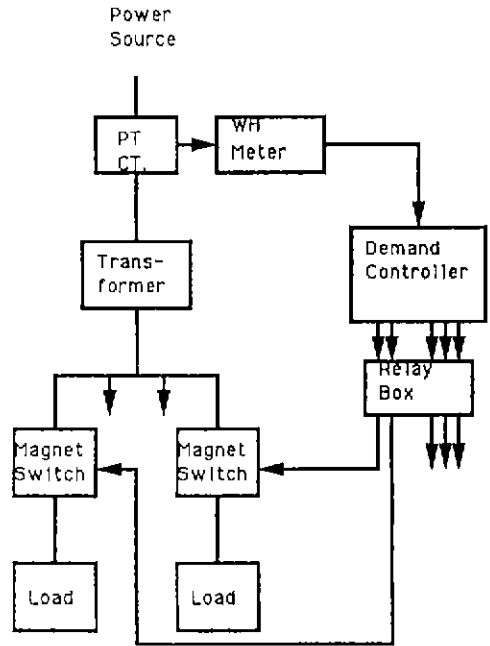 Power
Source
PT
CT.
WH
Meter
Trans-
former
Demand
Controller
Relay
Box
Magnet
Switch
Magnet
Switch
Load
Load